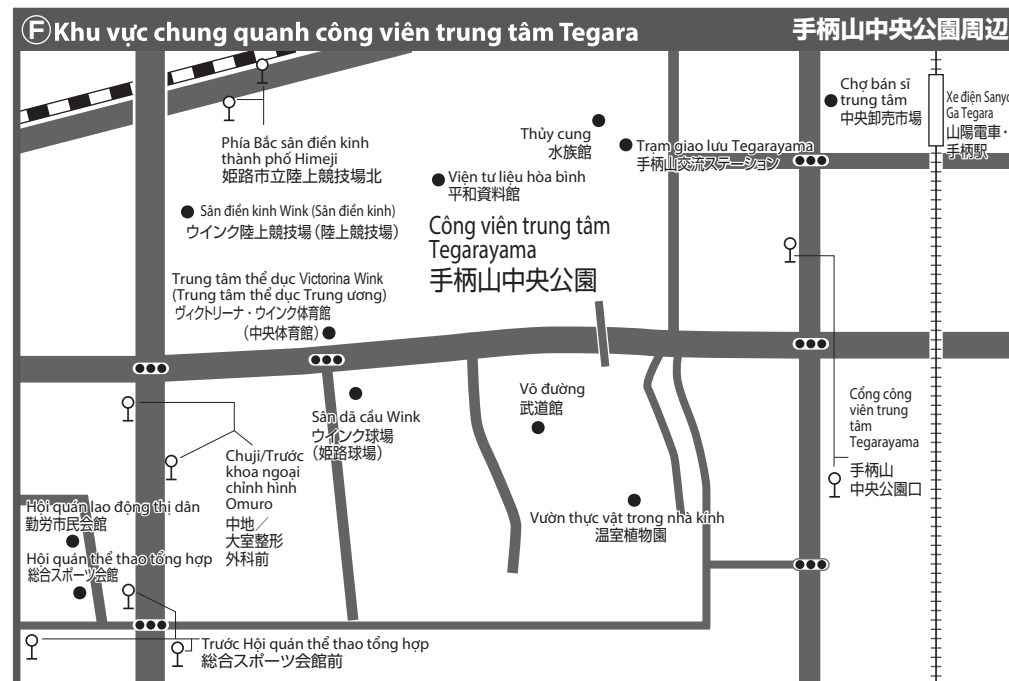 Ⓕ Khu vực chung quanh công viên trung tâm Tegara
手柄山中央公園周辺
Chợ bán sĩ
trung tâm
中央卸売市場
Xe điện Sanyo
Ga Tegara
山陽電車・
手柄駅
Thủy cung
水族館
Trạm giao lưu Tegarayama
手柄山交流ステーション
Phía Bắc sân điền kinh
thành phố Himeji
姫路市立陸上競技場北
Viện tư liệu hòa bình
平和資料館
Sân điền kinh Wink (Sân điền kinh)
ウインク陸上競技場（陸上競技場）
Công viên trung tâm
Tegarayama
手柄山中央公園
Trung tâm thể dục Victorina Wink
(Trung tâm thể dục Trung ương)
ヴィクトリーナ・ウインク体育館
（中央体育館）
Sân dã cầu Wink
ウインク球場
（姫路球場）
Võ đường
武道館
Cổng công
viên trung
tâm
Tegarayama
手柄山
中央公園口
Chuji/Trước
khoa ngoại
chỉnh hình
Omuro
中地／
大室整形
外科前
Hội quán lao động thị dân
勤労市民会館
Vườn thực vật trong nhà kính
温室植物園
Hội quán thể thao tổng hợp
総合スポーツ会館
Trước Hội quán thể thao tổng hợp
総合スポーツ会館前